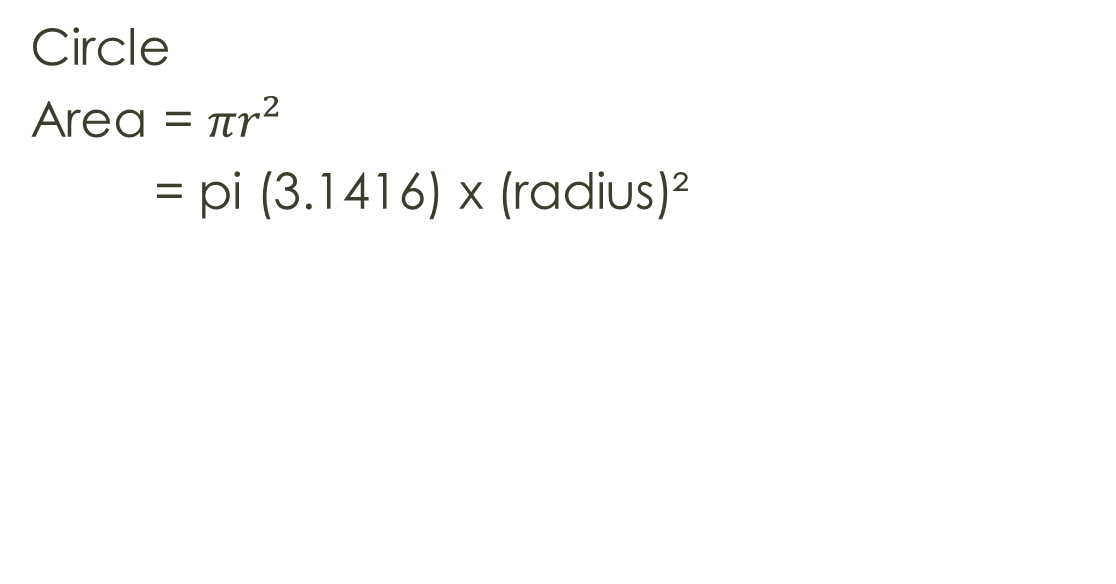 Circle
Area = 𝜋𝑟²
= pi (3.1416) x (radius)²